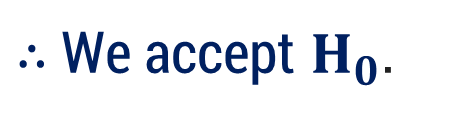 ∴ We accept H₀.